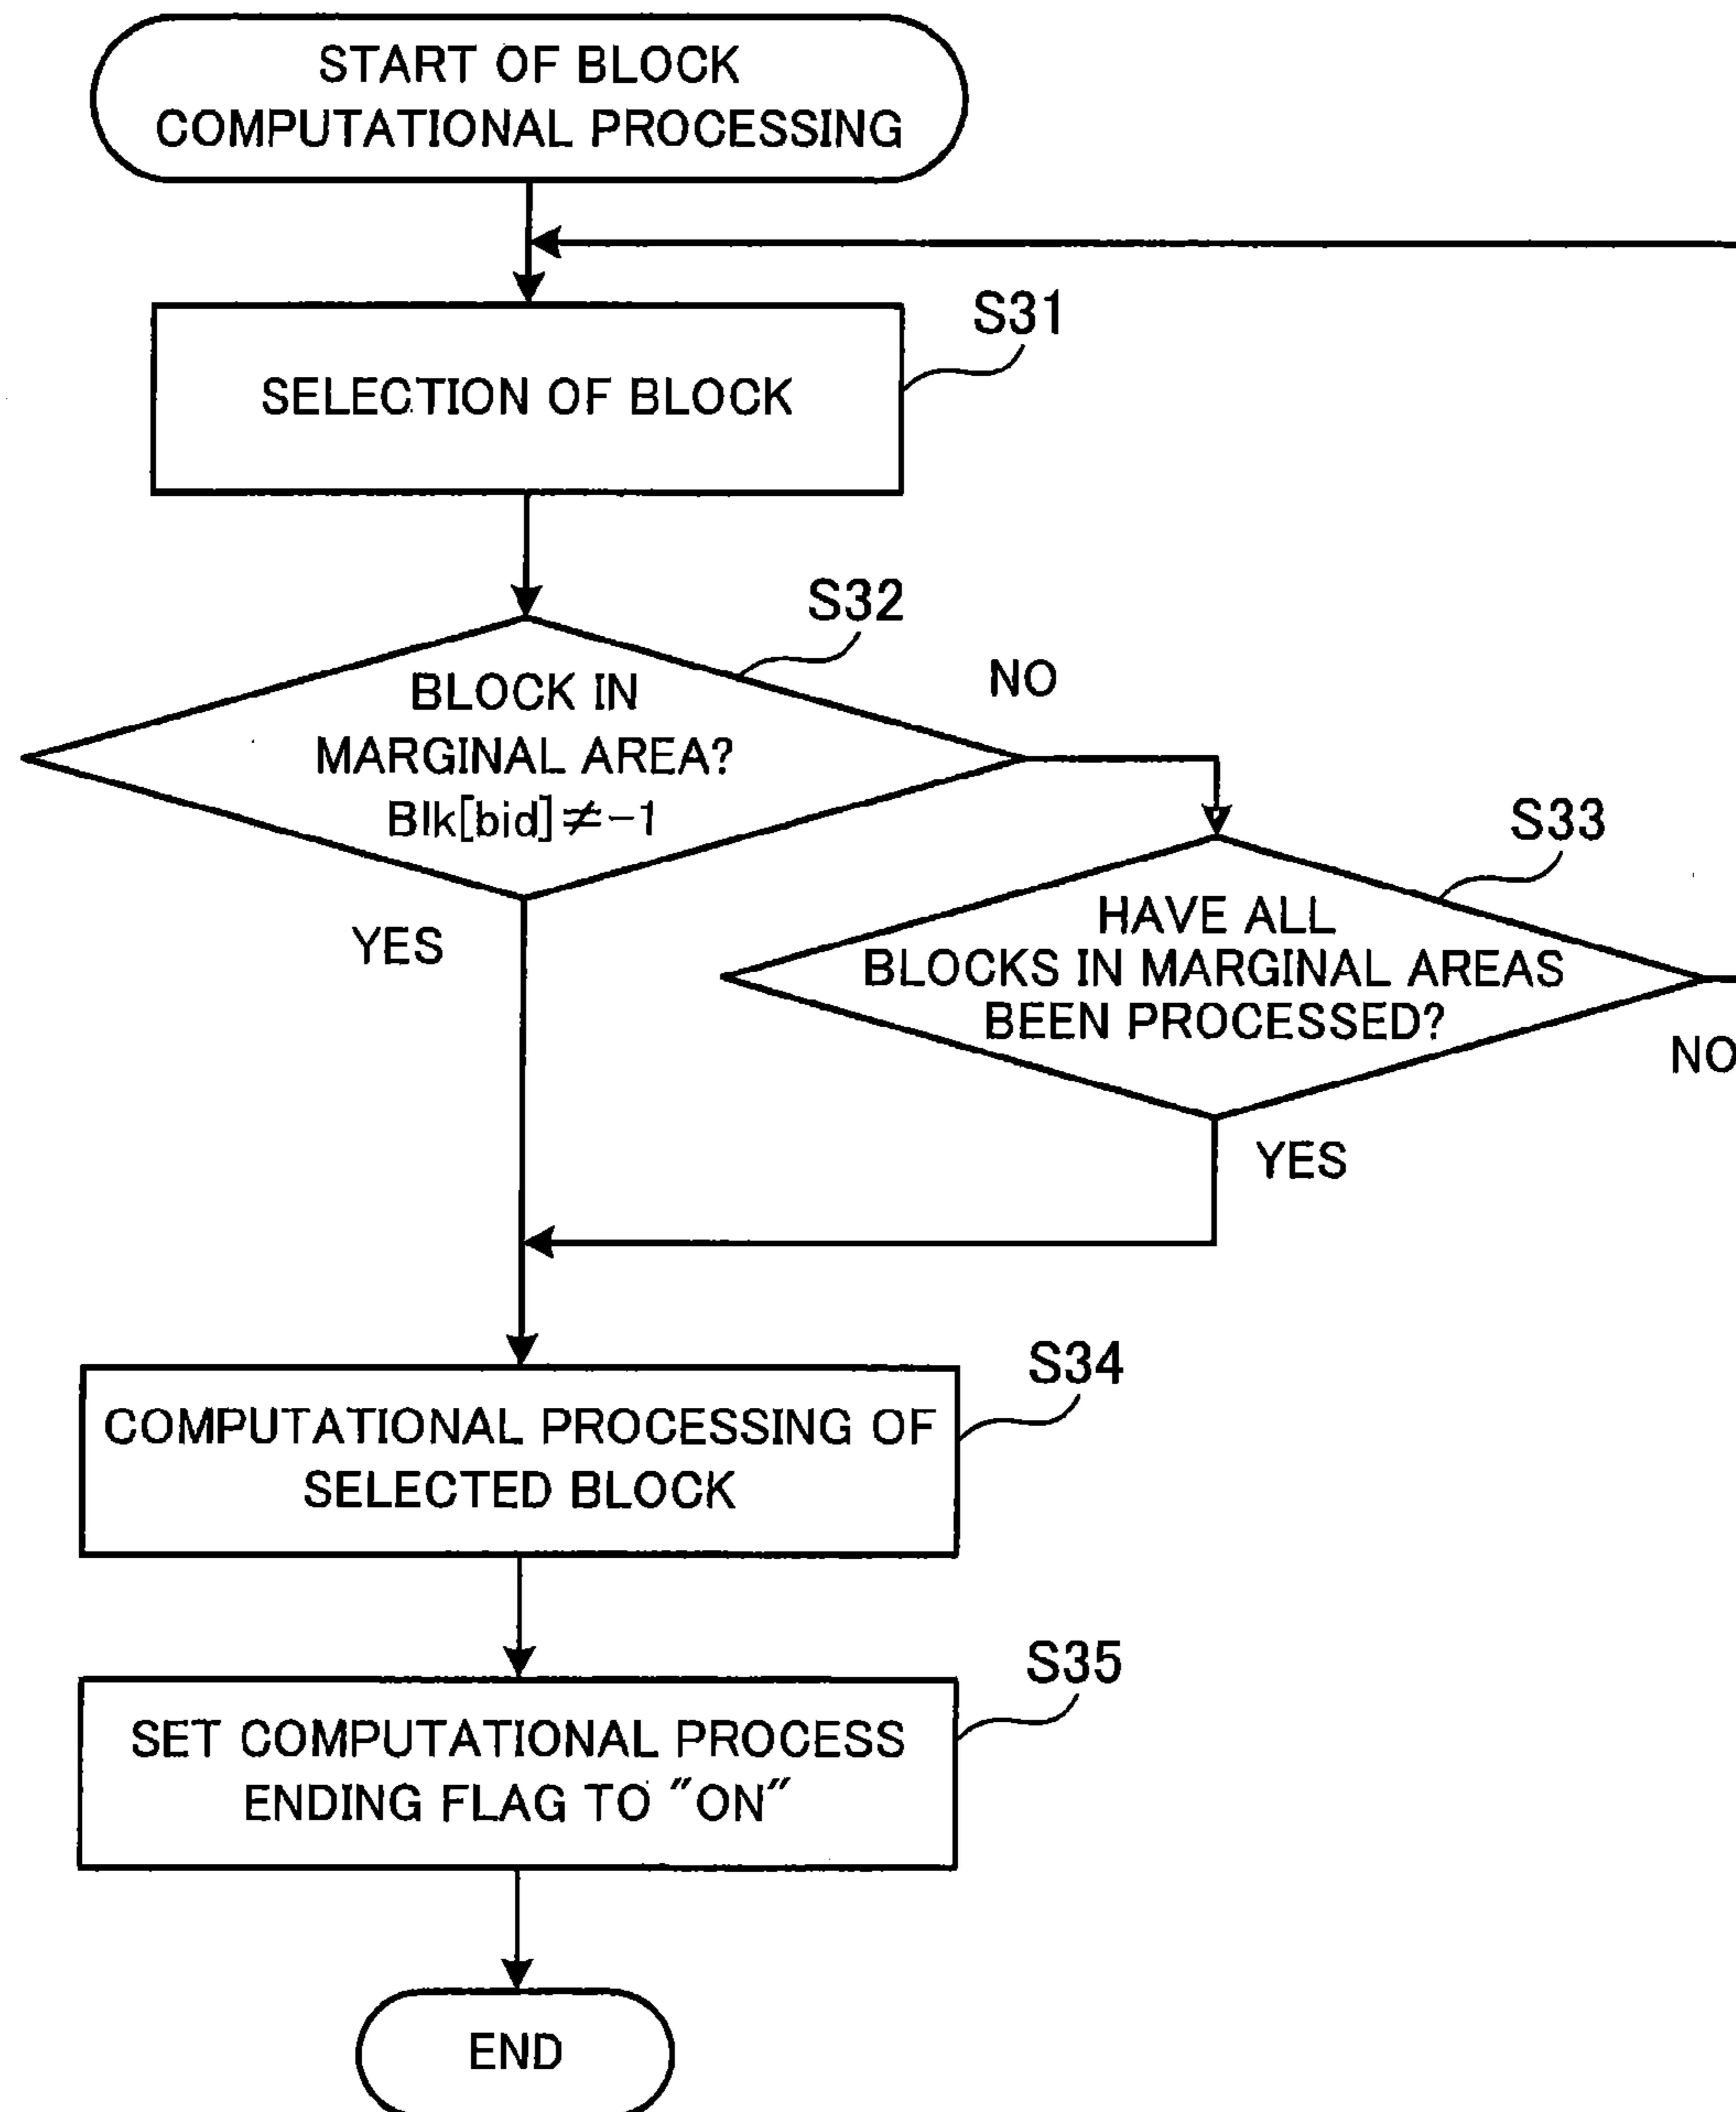 START OF BLOCK
COMPUTATIONAL PROCESSING
S31
SELECTION OF BLOCK
S32
NO
BLOCK IN
MARGINAL AREA?
Blk[bid]≠-1
YES
S33
HAVE ALL
BLOCKS IN MARGINAL AREAS
BEEN PROCESSED?
NO
YES
S34
COMPUTATIONAL PROCESSING OF
SELECTED BLOCK
S35
SET COMPUTATIONAL PROCESS
ENDING FLAG TO "ON"
END